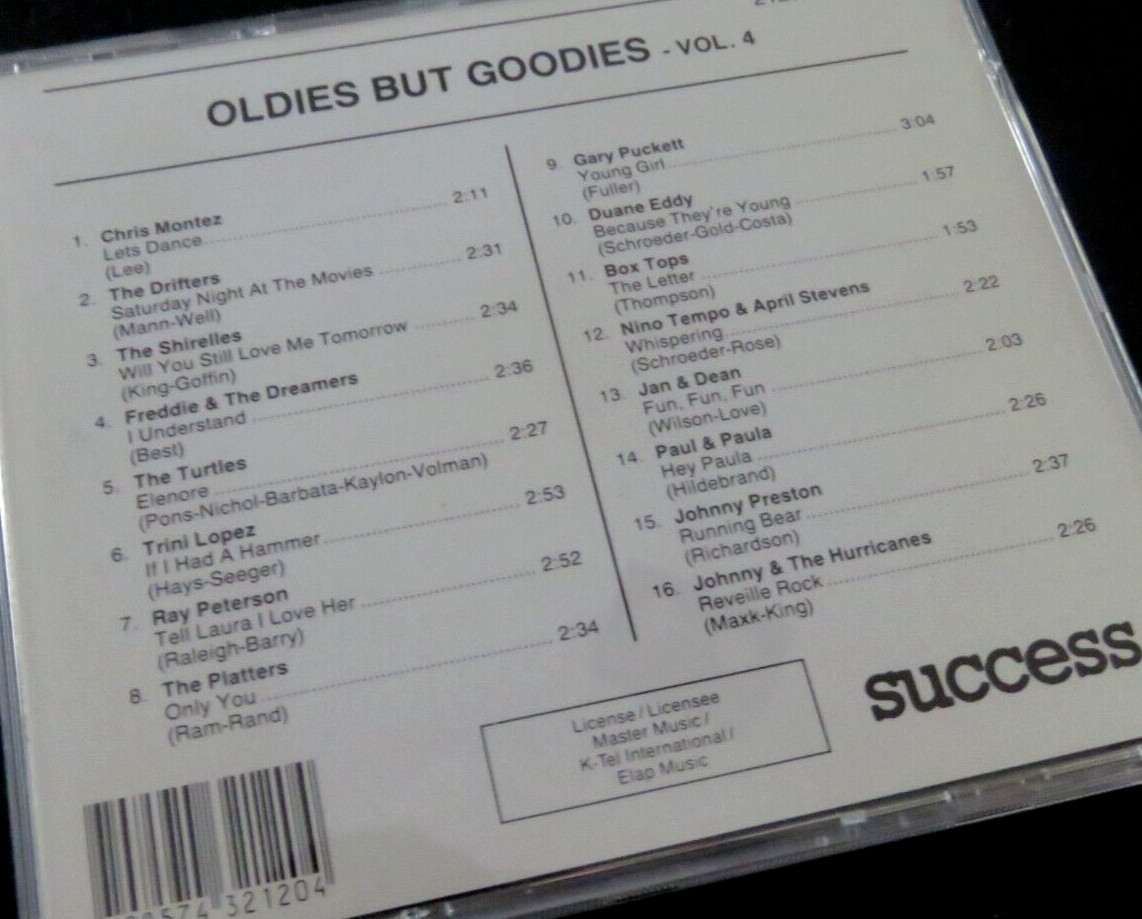 OLDIES BUT GOODIES - VOL. 4
1. Chris Montez
Lets Dance 2:11
(Lee)
2. The Drifters
Saturday Night At The Movies 2:31
(Mann-Well)
3. The Shirelles
Will You Still Love Me Tomorrow 2:34
(King-Goffin)
4. Freddie & The Dreamers
I Understand 2:36
(Best)
5. The Turtles
Elenore 2:27
(Pons-Nichol-Barbata-Kaylon-Volman)
6. Trini Lopez
If I Had A Hammer 2:53
(Hays-Seeger)
7. Ray Peterson
Tell Laura I Love Her 2:52
(Raleigh-Barry)
8. The Platters
Only You 2:34
(Ram-Rand)
9. Gary Puckett
Young Girl 3:04
(Fuller)
10. Duane Eddy
Because They're Young 1:57
(Schroeder-Gold-Costa)
11. Box Tops
The Letter 1:53
(Thompson)
12. Nino Tempo & April Stevens
Whispering 2:22
(Schroeder-Rose)
13. Jan & Dean
Fun, Fun, Fun 2:03
(Wilson-Love)
14. Paul & Paula
Hey Paula 2:26
(Hildebrand)
15. Johnny Preston
Running Bear 2:37
(Richardson)
16. Johnny & The Hurricanes
Reveille Rock 2:26
(Maxk-King)
License / Licensee
Master Music /
K-Tel International /
Elap Music
success
321204